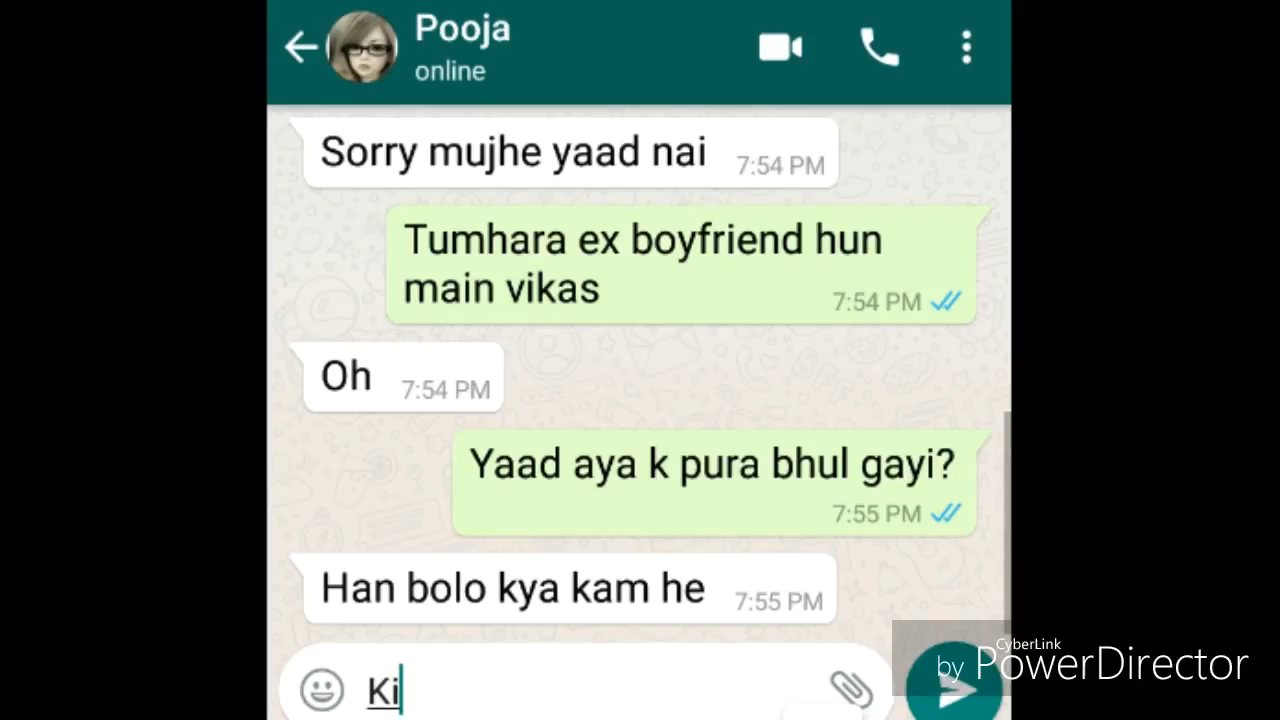 Pooja
online
Sorry mujhe yaad nai 7:54 PM
Tumhara ex boyfriend hun
main vikas 7:54 PM
Oh 7:54 PM
Yaad aya k pura bhul gayi?
7:55 PM
Han bolo kya kam he 7:55 PM
Ki
CyberLink
by PowerDirector